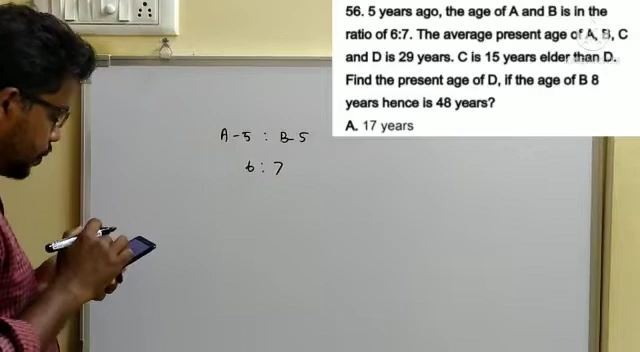 56. 5 years ago, the age of A and B is in the
ratio of 6:7. The average present age of A, B, C
and D is 29 years. C is 15 years elder than D.
Find the present age of D, if the age of B 8
years hence is 48 years?
A. 17 years
A - 5 : B - 5
6 : 7